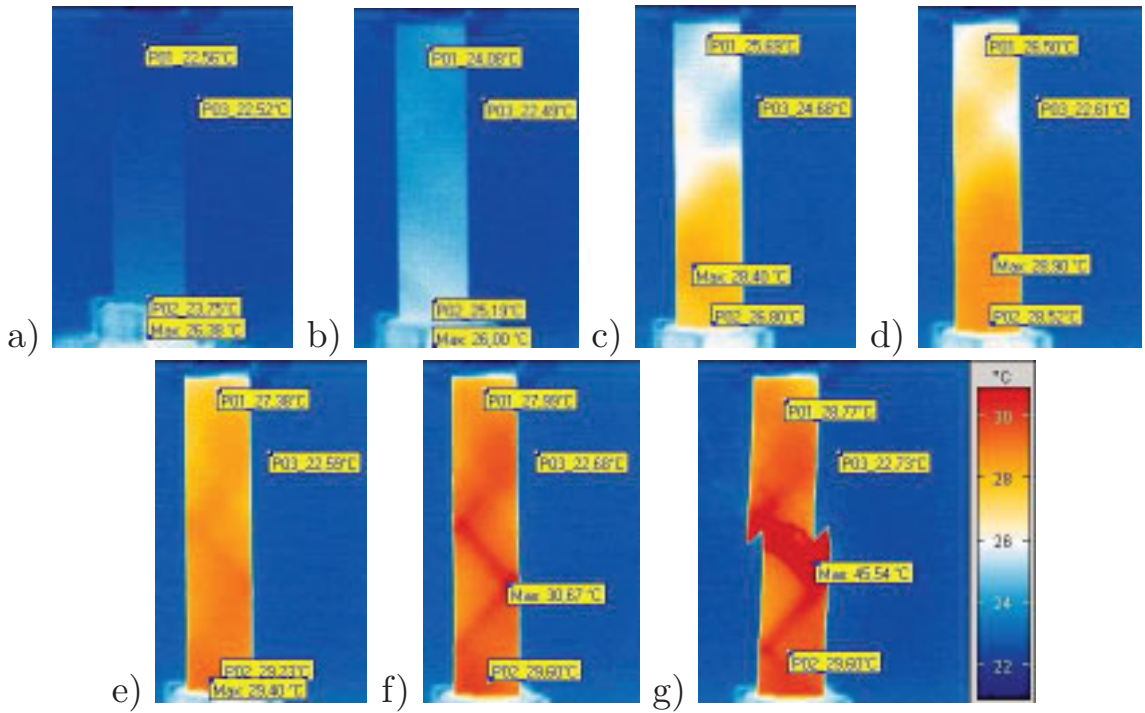 P01_22.56°C
P03_22.52°C
P02_23.75°C
a)
Max: 26.38 °C
P01_24.08°C
P03_22.49°C
P02_25.19°C
b)
Max: 26.00 °C
P01_25.69°C
P03_24.68°C
Max: 28.40 °C
P02_26.80°C
c)
P01_26.50°C
P03_22.61°C
Max: 28.90 °C
P02_28.52°C
d)
P01_27.38°C
P03_22.59°C
P02_29.23°C
Max: 29.40 °C
e)
P01_27.99°C
P03_22.68°C
Max: 30.67 °C
P02_29.60°C
f)
P01_28.77°C
P03_22.73°C
Max: 45.54 °C
P02_29.60°C
g)
°C
30
28
26
24
22